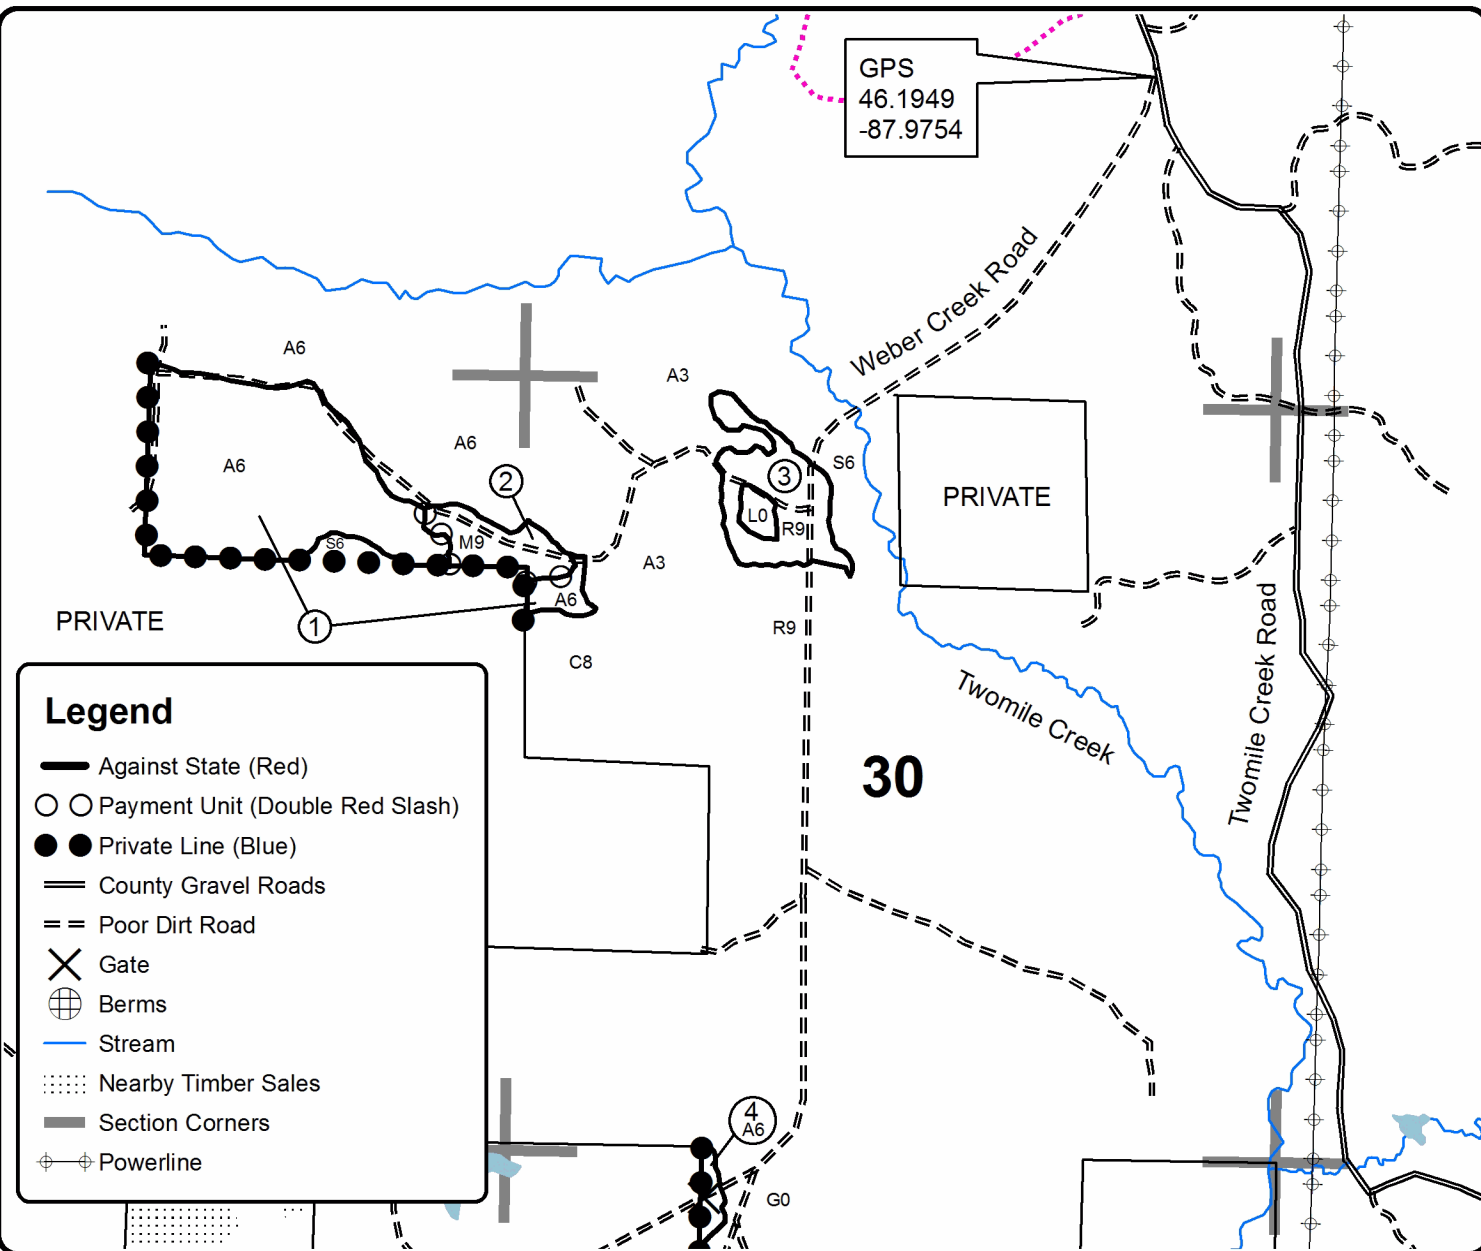 GPS
46.1949
-87.9754
Weber Creek Road
A6
A3
A6
A6
S6
2
3
L0
R9
S6
M9
A3
A6
PRIVATE
PRIVATE
1
R9
C8
Twomile Creek
Twomile Creek Road
30
Legend
Against State (Red)
Payment Unit (Double Red Slash)
Private Line (Blue)
County Gravel Roads
Poor Dirt Road
Gate
Berms
Stream
Nearby Timber Sales
Section Corners
Powerline
4
A6
G0